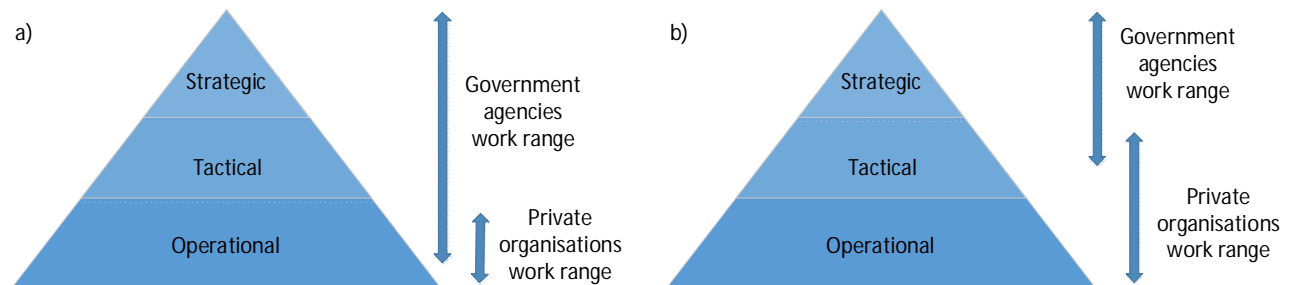 a)
Strategic
Tactical
Operational
Government
agencies
work range
Private
organisations
work range
b)
Strategic
Tactical
Operational
Government
agencies
work range
Private
organisations
work range